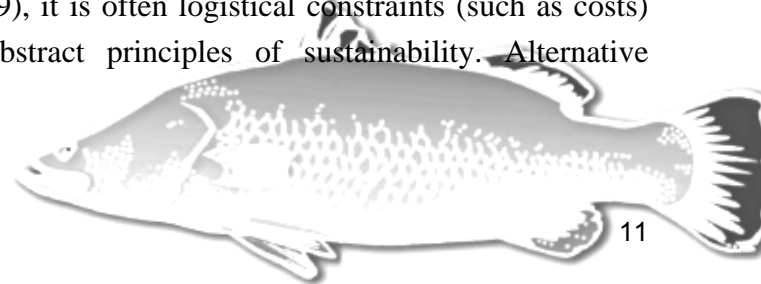 9), it is often logistical constraints (such as costs)
bstract principles of sustainability. Alternative
11